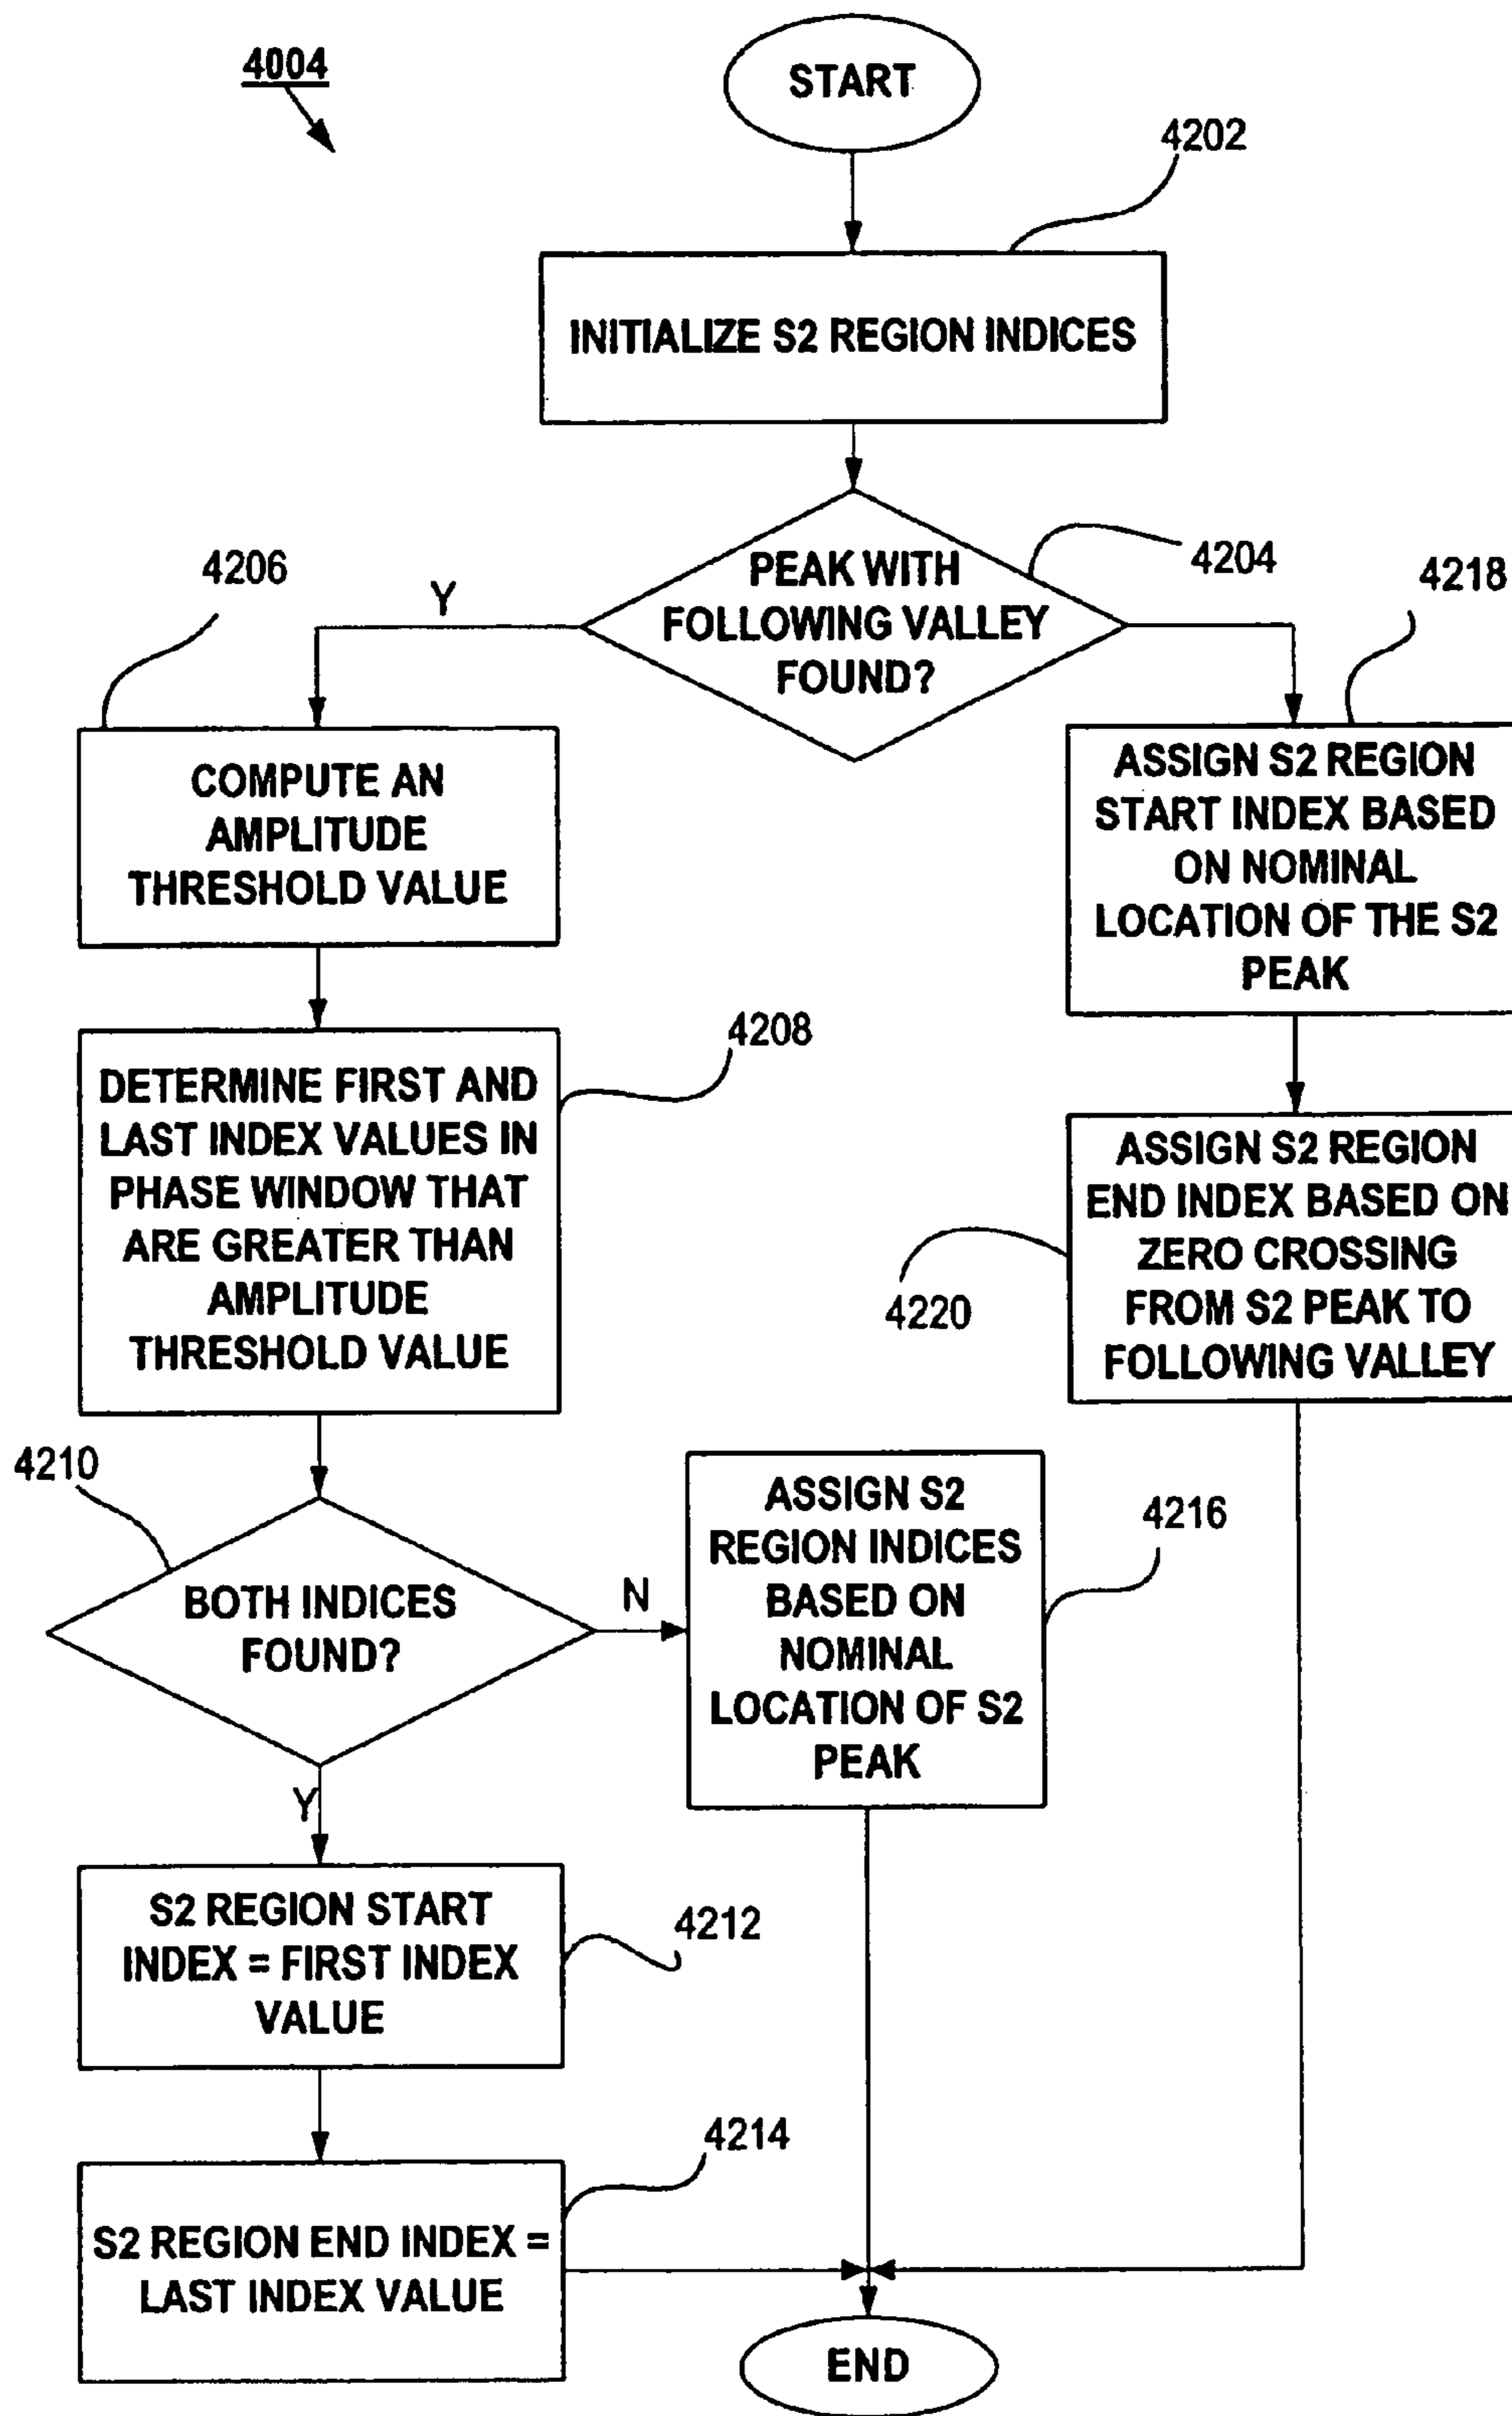 4004
START
4202
INITIALIZE S2 REGION INDICES
PEAK WITH
FOLLOWING VALLEY
FOUND?
4204
Y
4206
4218
COMPUTE AN
AMPLITUDE
THRESHOLD VALUE
ASSIGN S2 REGION
START INDEX BASED
ON NOMINAL
LOCATION OF THE S2
PEAK
4208
DETERMINE FIRST AND
LAST INDEX VALUES IN
PHASE WINDOW THAT
ARE GREATER THAN
AMPLITUDE
THRESHOLD VALUE
ASSIGN S2 REGION
END INDEX BASED ON
ZERO CROSSING
FROM S2 PEAK TO
FOLLOWING VALLEY
4220
4210
BOTH INDICES
FOUND?
N
Y
ASSIGN S2
REGION INDICES
BASED ON
NOMINAL
LOCATION OF S2
PEAK
4216
S2 REGION START
INDEX = FIRST INDEX
VALUE
4212
4214
S2 REGION END INDEX =
LAST INDEX VALUE
END